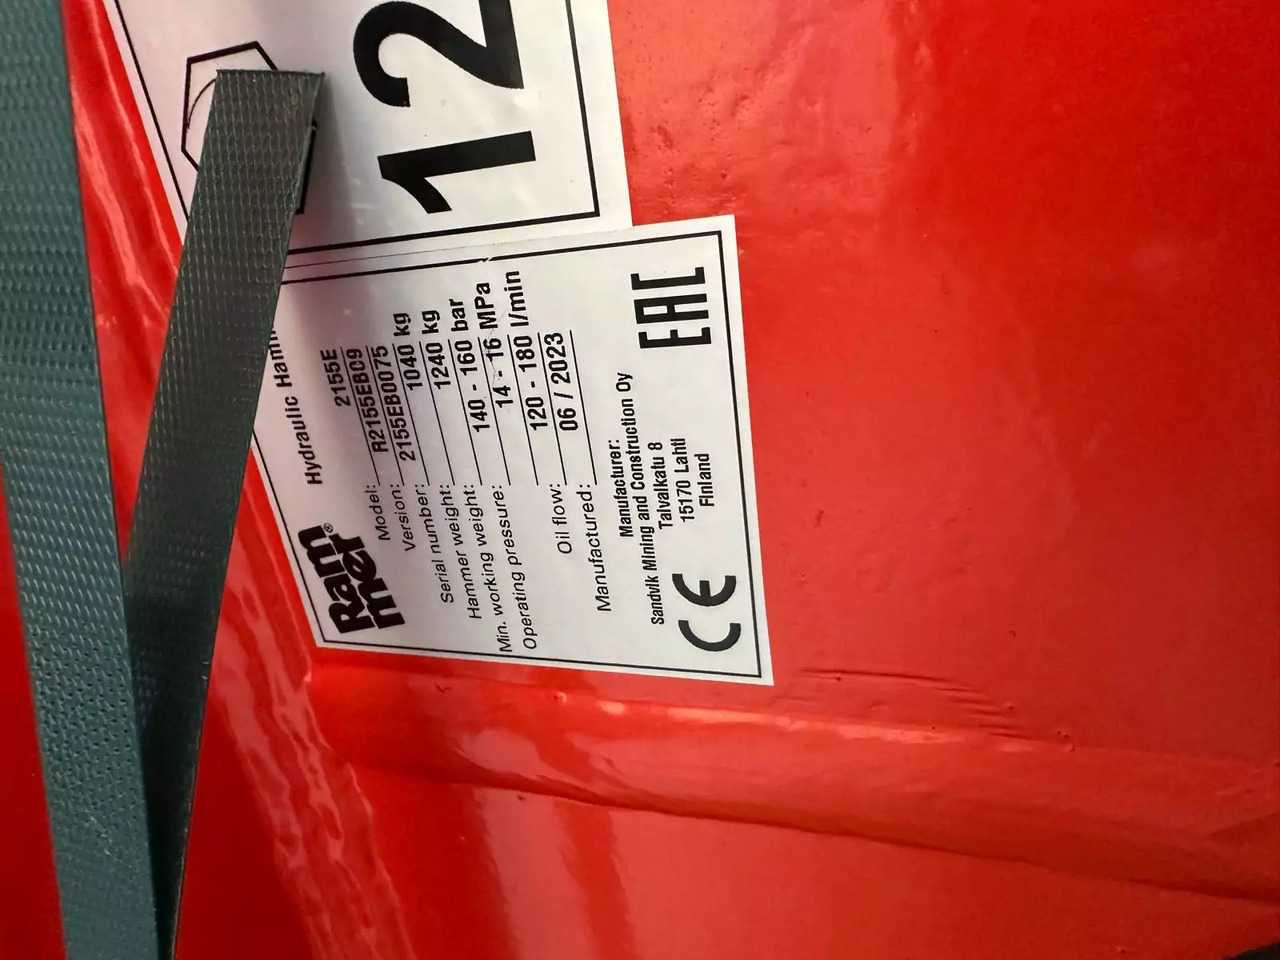 12
Ram
mer®
Hydraulic
Model: 2155E
Version: R2155EB09
Serial number: 2155EB0075
Hammer weight: 1040 kg
Min. working weight: 1240 kg
Operating pressure: 140 - 160 bar
14 - 16 MPa
Oil flow: 120 - 180 l/min
Manufactured: 06 / 2023
Manufacturer:
Sandvik Mining and Construction Oy
Taivalkatu 8
15170 Lahti
Finland
CE
EAC